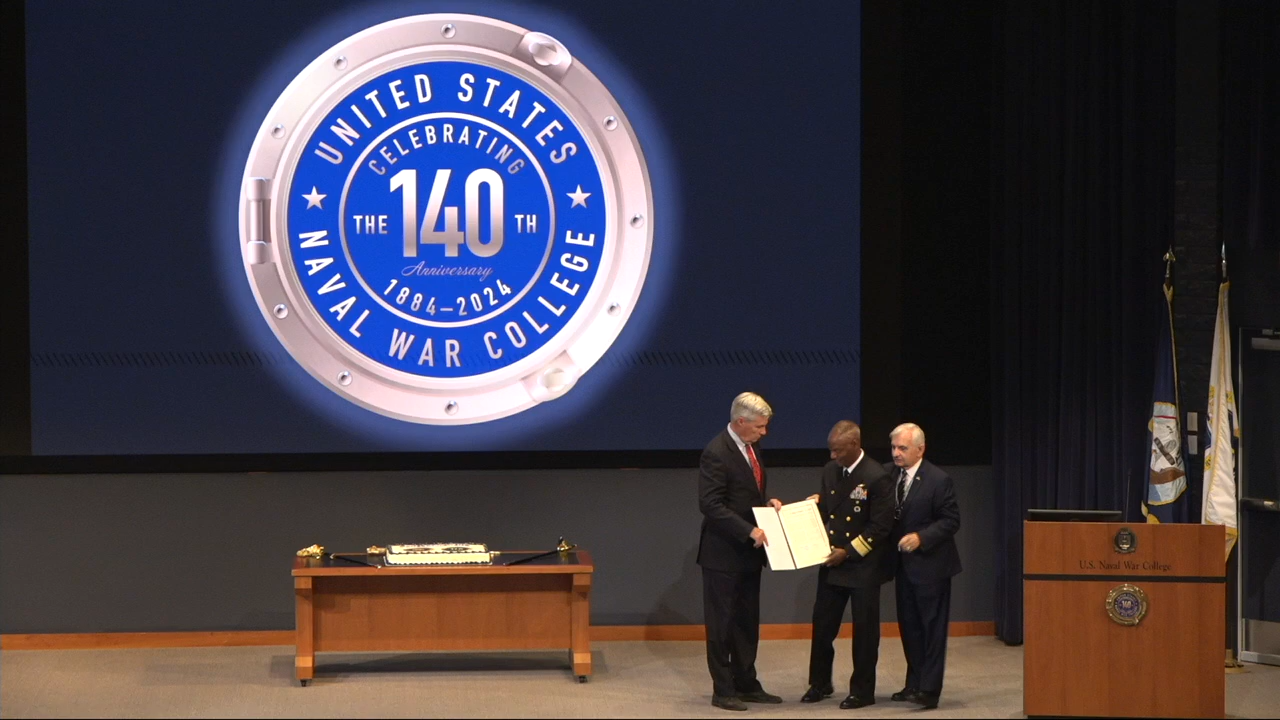 UNITED STATES
CELEBRATING
THE 140 TH
Anniversary
1884–2024
NAVAL WAR COLLEGE
U.S. Naval War College